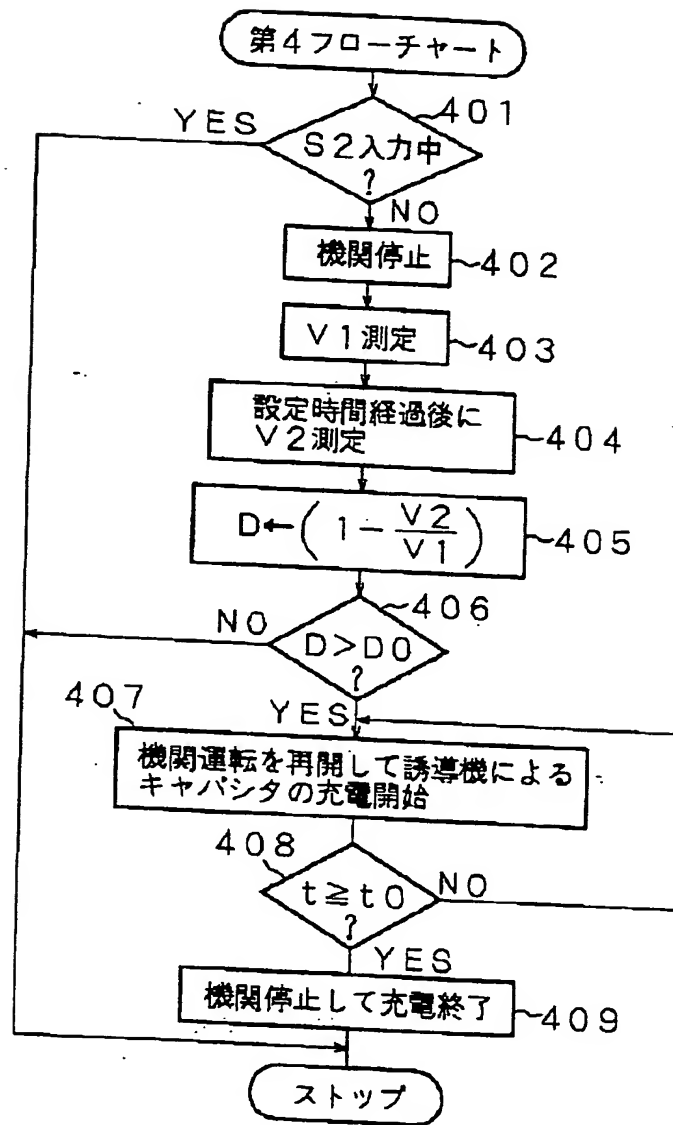 第4フローチャート
401
YES
S2入力中
?
NO
機関停止
402
V1測定
403
設定時間経過後に
V2測定
404
D←(1-V2/V1)
405
406
NO
D>D0
?
YES
407
機関運転を再開して誘導機による
キャパシタの充電開始
408
t≧t0
NO
?
YES
機関停止して充電終了
409
ストップ